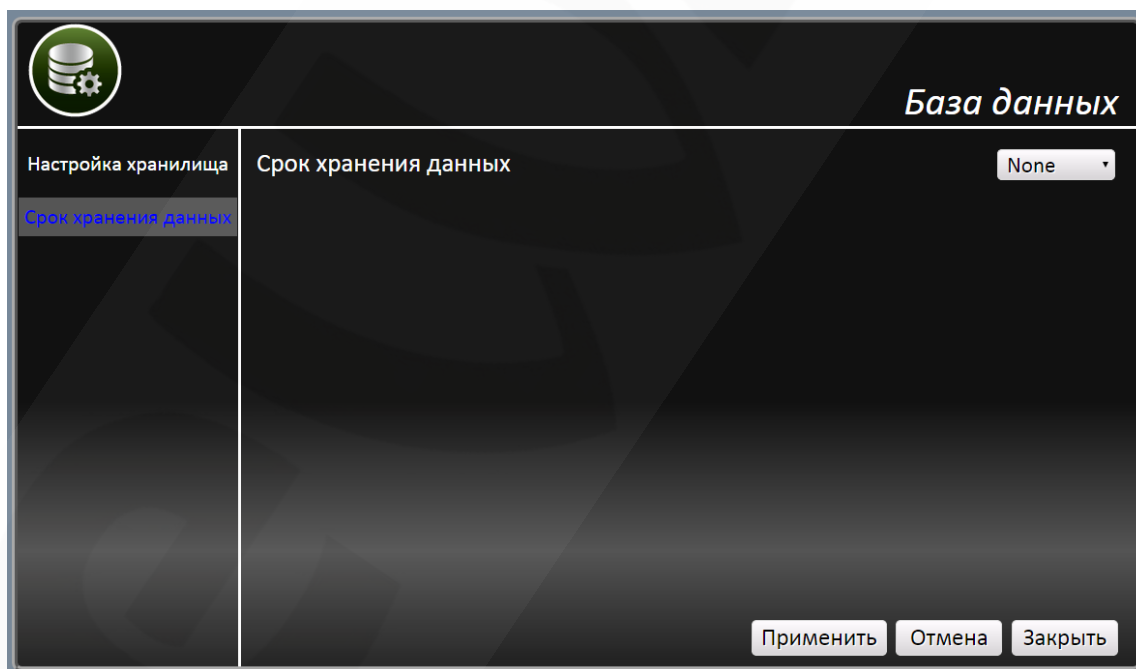 База данных
Настройка хранилища
Срок хранения данных
Срок хранения данных
None
Применить
Отмена
Закрыть